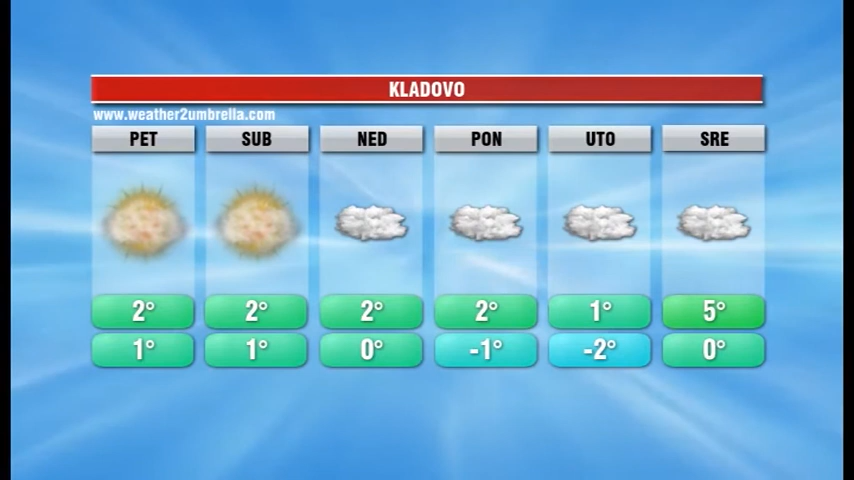 KLADOVO
www.weather2umbrella.com
PET SUB NED PON UTO SRE
2° 2° 2° 2° 1° 5°
1° 1° 0° -1° -2° 0°